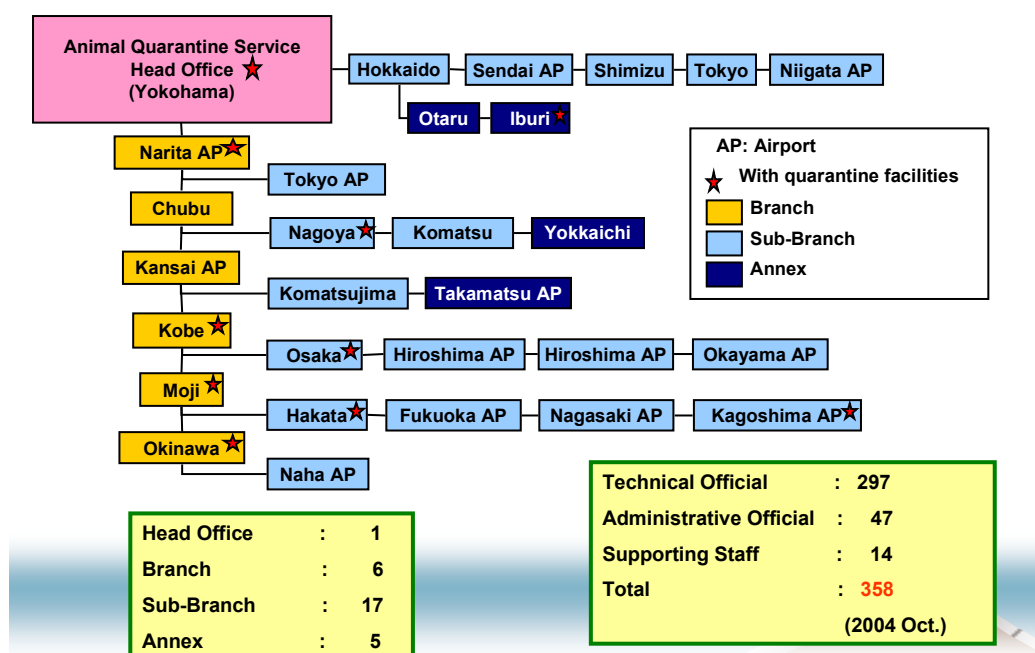 Animal Quarantine Service
Head Office
(Yokohama)
Hokkaido
Sendai AP
Shimizu
Tokyo
Niigata AP
Otaru
Iburi
Narita AP
Tokyo AP
Chubu
Nagoya
Komatsu
Yokkaichi
Kansai AP
Komatsujima
Takamatsu AP
Kobe
Osaka
Hiroshima AP
Hiroshima AP
Okayama AP
Moji
Hakata
Fukuoka AP
Nagasaki AP
Kagoshima AP
Okinawa
Naha AP
AP: Airport
With quarantine facilities
Branch
Sub-Branch
Annex
Head Office : 1
Branch : 6
Sub-Branch : 17
Annex : 5
Technical Official : 297
Administrative Official : 47
Supporting Staff : 14
Total : 358
(2004 Oct.)